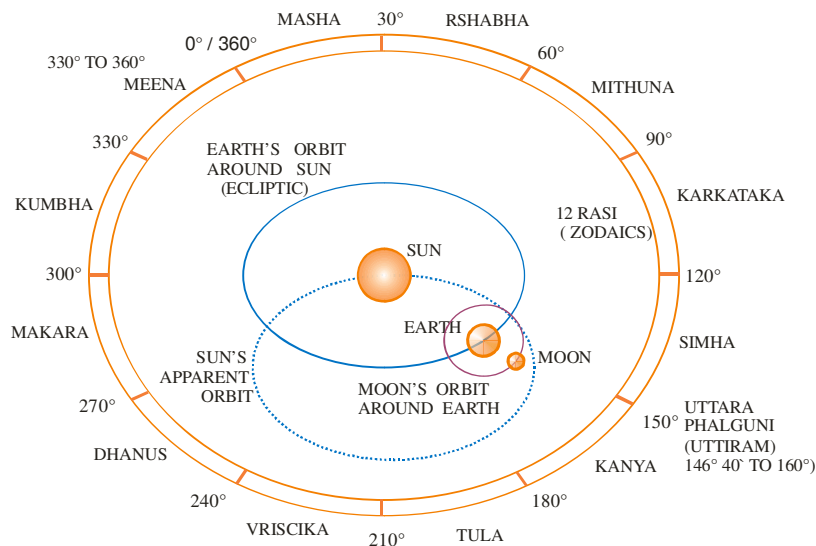 MASHA
30°
RSHABHA
0° / 360°
60°
330° TO 360°
MEENA
MITHUNA
330°
90°
EARTH'S ORBIT
AROUND SUN
(ECLIPTIC)
KARKATAKA
KUMBHA
12 RASI
( ZODAICS)
SUN
300°
120°
MAKARA
EARTH
SIMHA
SUN'S
APPARENT
ORBIT
MOON
MOON'S ORBIT
AROUND EARTH
270°
150°
UTTARA
PHALGUNI
(UTTIRAM)
146° 40` TO 160°)
DHANUS
KANYA
240°
180°
VRISCIKA
210°
TULA